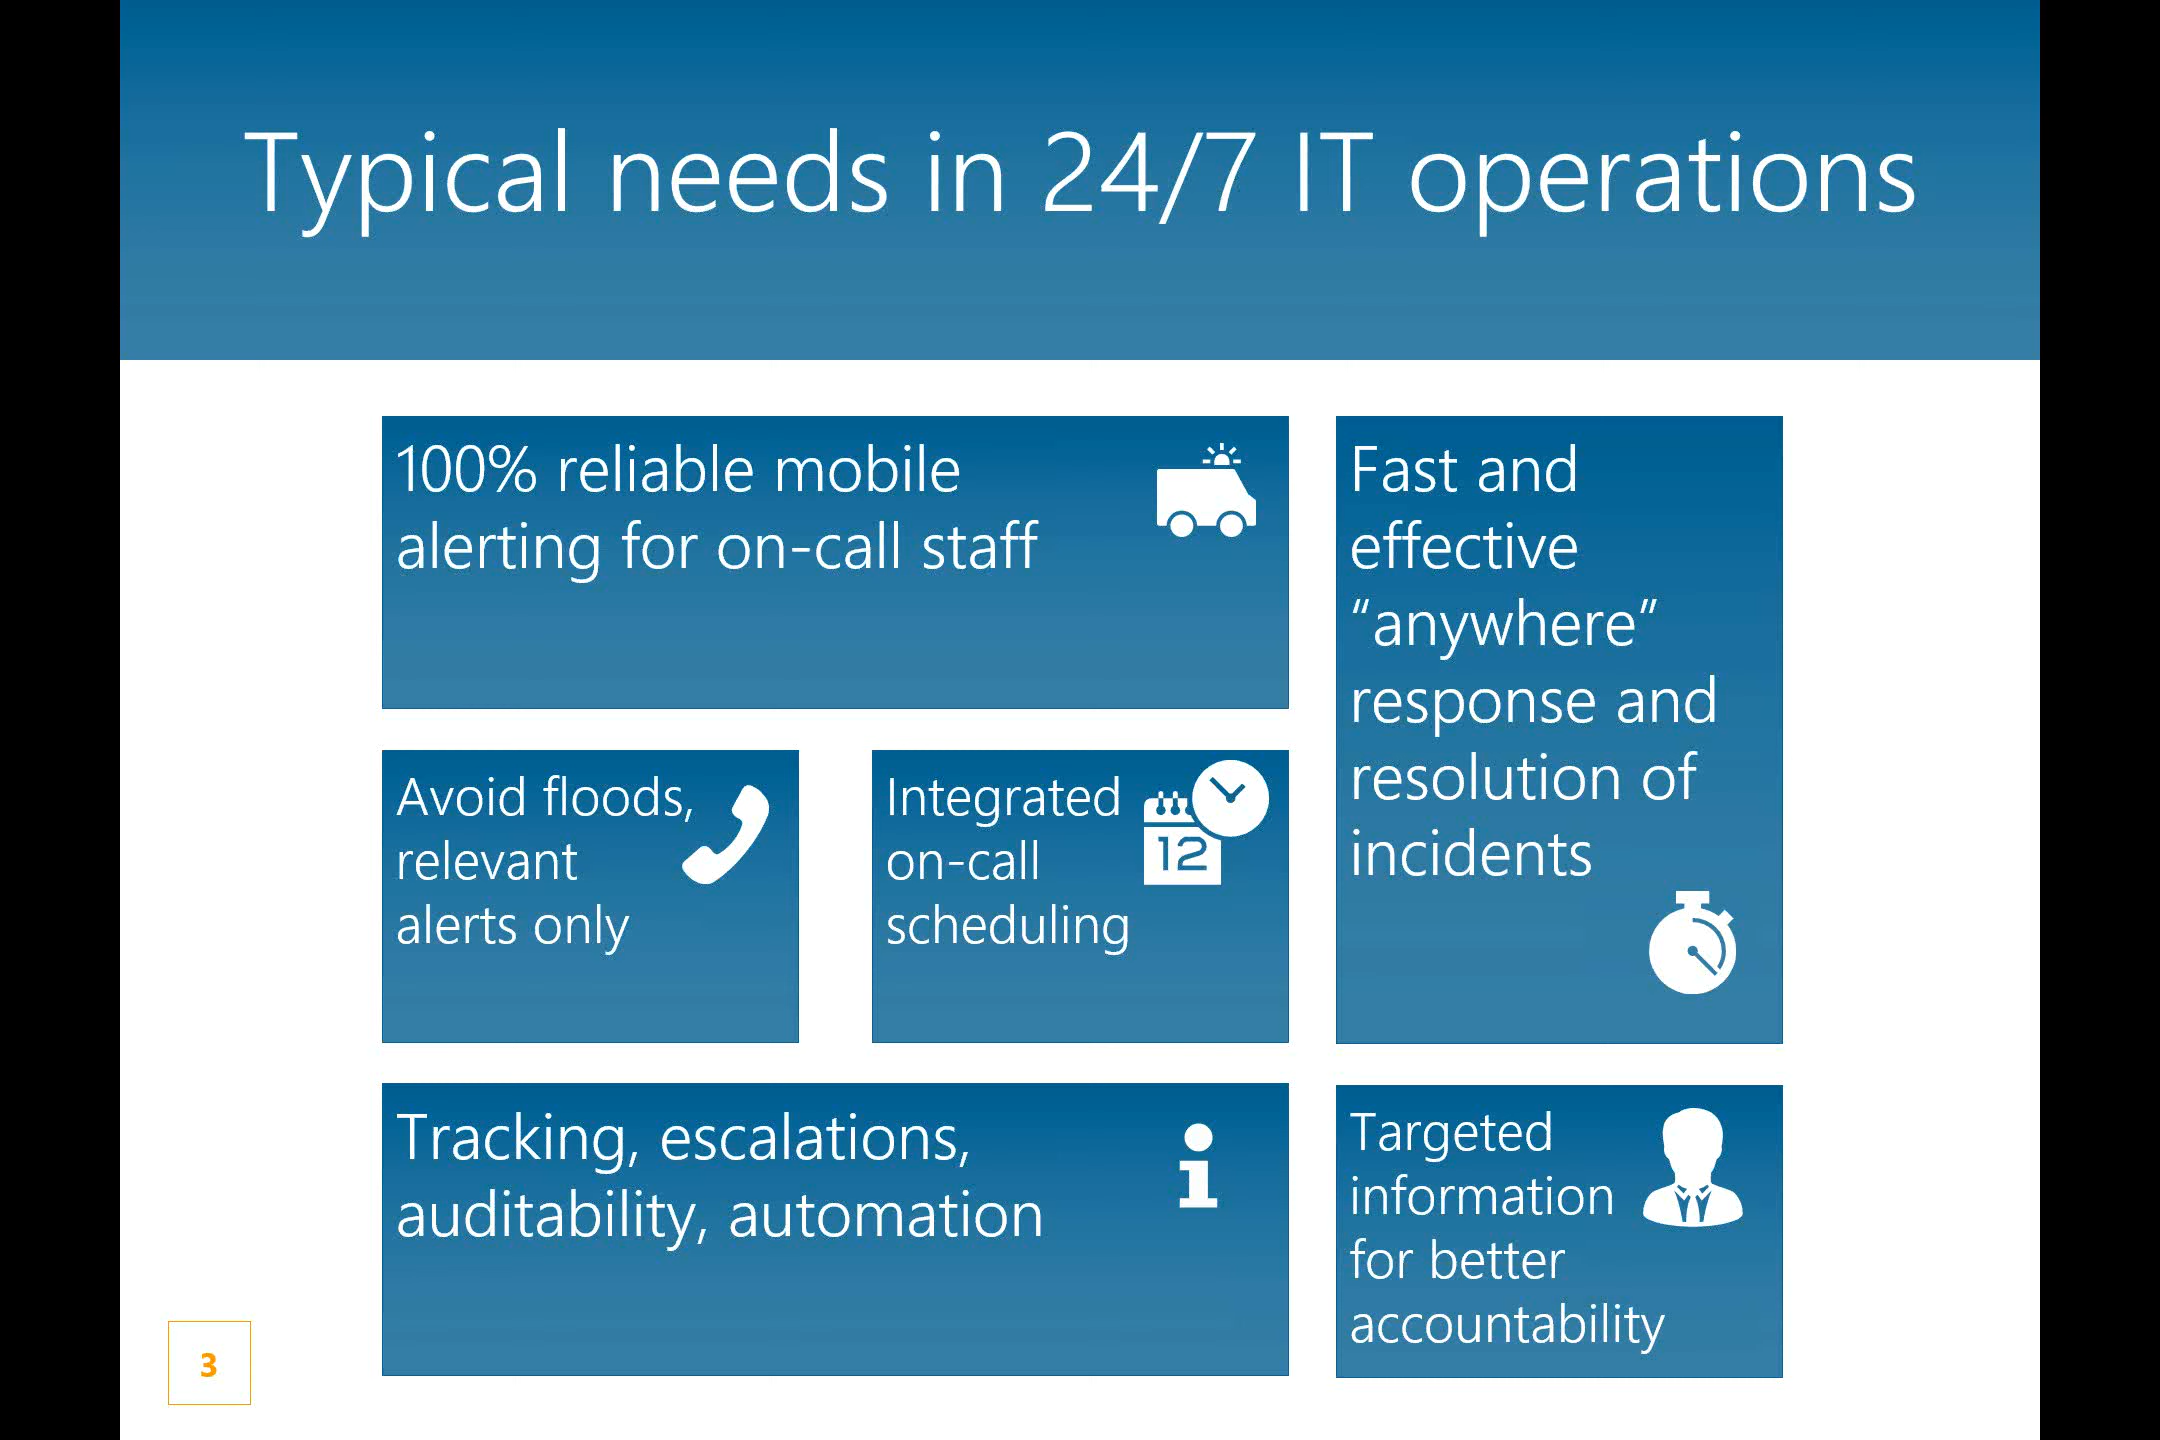 Typical needs in 24/7 IT operations
100% reliable mobile
alerting for on-call staff
Fast and
effective
“anywhere”
response and
resolution of
incidents
Avoid floods,
relevant
alerts only
Integrated
on-call
scheduling
12
Tracking, escalations,
auditability, automation
Targeted
information
for better
accountability
3